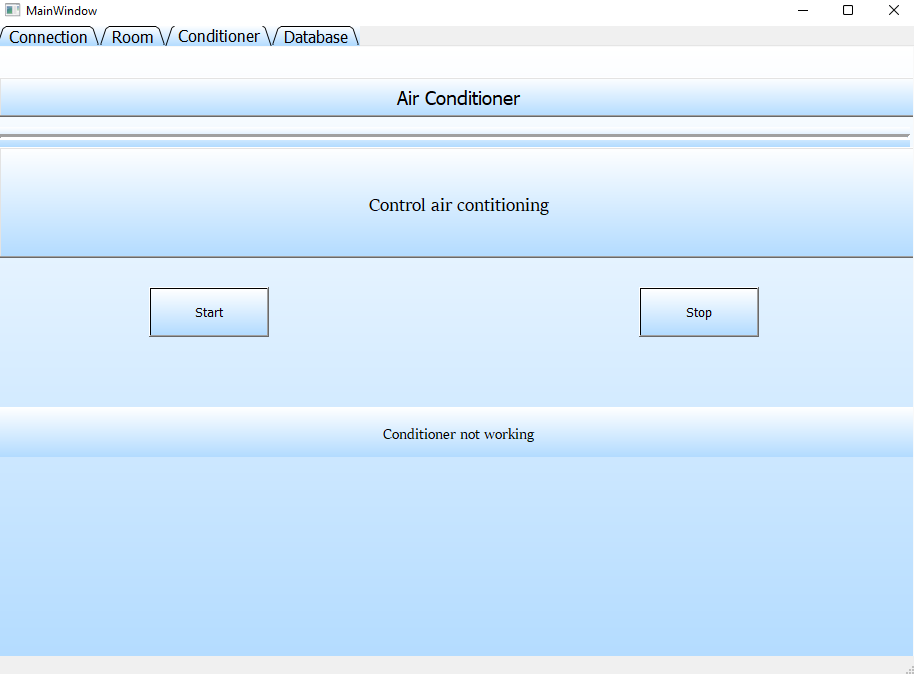 MainWindow
Connection Room Conditioner Database
Air Conditioner
Control air contitioning
Start Stop
Conditioner not working